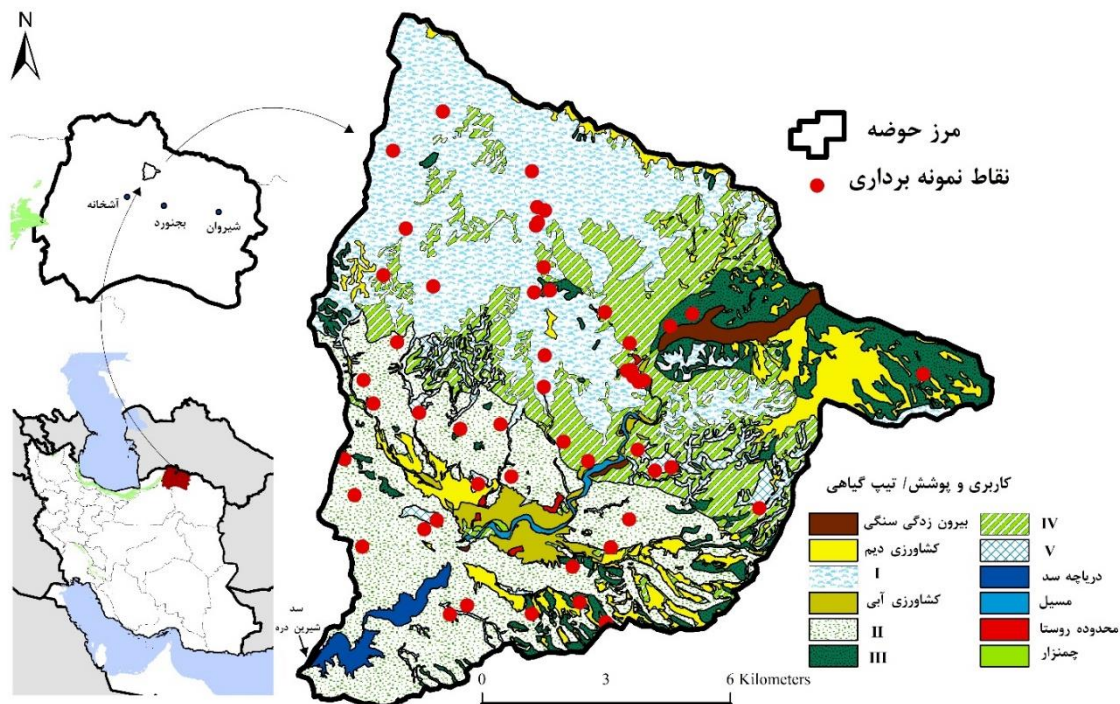 N
آشخانه
بجنورد
شیروان
مرز حوضه
نقاط نمونه برداری
سد
شیرین دره
0 3 6 Kilometers
کاربری و پوشش/ تیپ گیاهی
بیرون زدگی سنگی
کشاورزی دیم
I
کشاورزی آبی
II
III
IV
V
دریاچه سد
مسیل
محدوده روستا
چمنزار